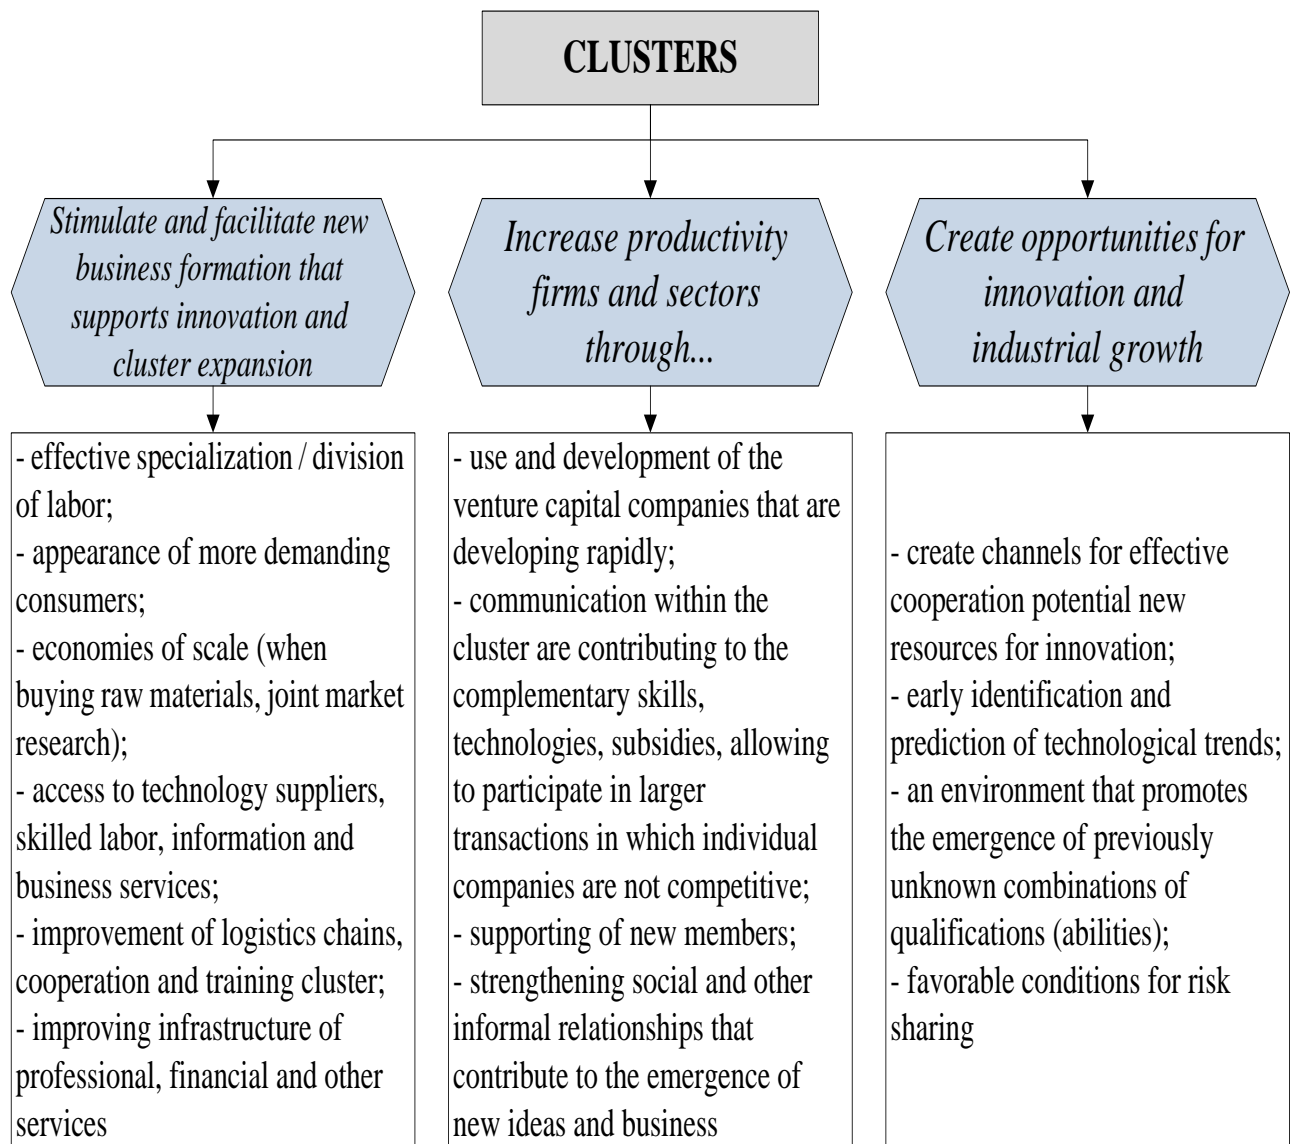 CLUSTERS
Stimulate and facilitate new
business formation that
supports innovation and
cluster expansion
Increase productivity
firms and sectors
through...
Create opportunities for
innovation and
industrial growth
- effective specialization / division
of labor;
- appearance of more demanding
consumers;
- economies of scale (when
buying raw materials, joint market
research);
- access to technology suppliers,
skilled labor, information and
business services;
- improvement of logistics chains,
cooperation and training cluster;
- improving infrastructure of
professional, financial and other
services
- use and development of the
venture capital companies that are
developing rapidly;
- communication within the
cluster are contributing to the
complementary skills,
technologies, subsidies, allowing
to participate in larger
transactions in which individual
companies are not competitive;
- supporting of new members;
- strengthening social and other
informal relationships that
contribute to the emergence of
new ideas and business
- create channels for effective
cooperation potential new
resources for innovation;
- early identification and
prediction of technological trends;
- an environment that promotes
the emergence of previously
unknown combinations of
qualifications (abilities);
- favorable conditions for risk
sharing